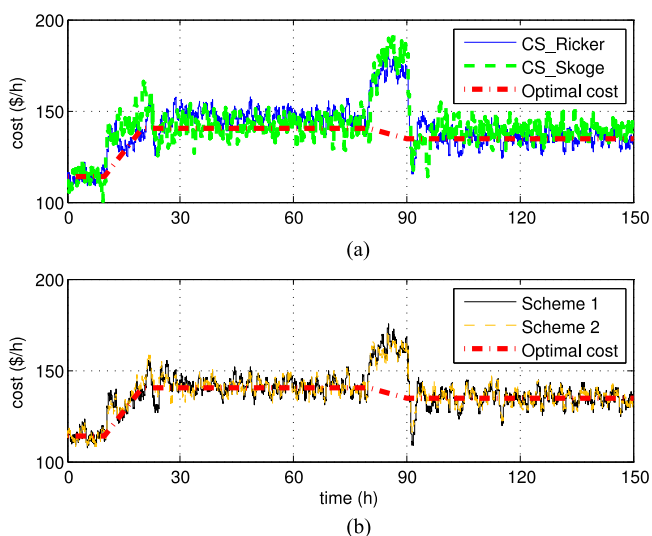 200
CS_Ricker
CS_Skoge
Optimal cost
cost ($/h)
150
100
0 30 60 90 120 150
(a)
200
Scheme 1
Scheme 2
Optimal cost
cost ($/h)
150
100
0 30 60 90 120 150
time (h)
(b)